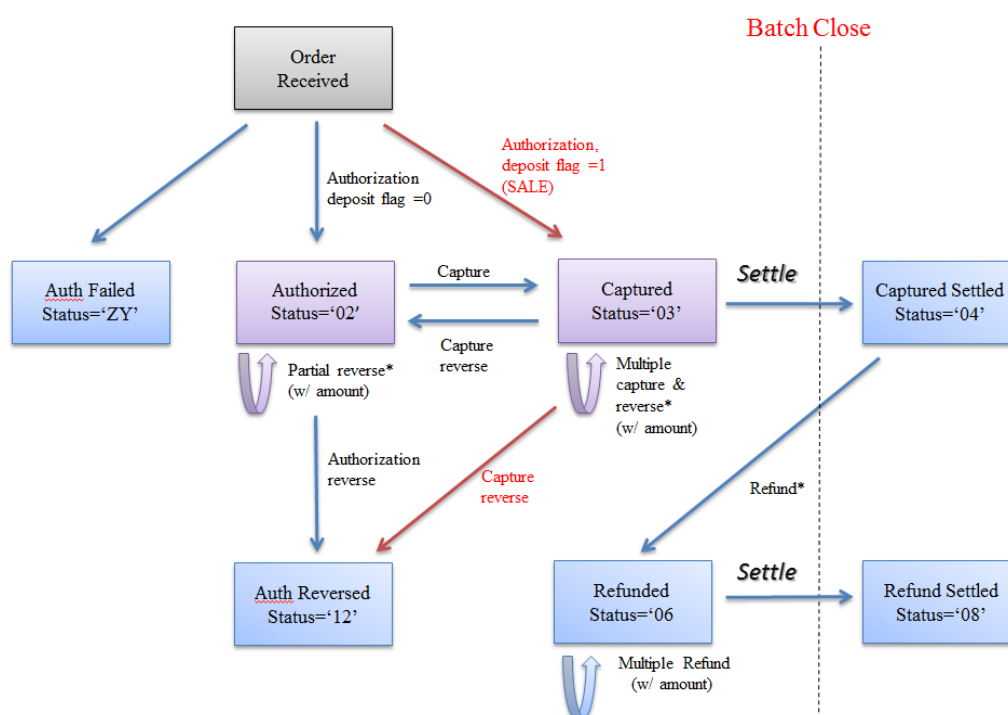 Batch Close
Order
Received
Authorization,
deposit flag =1
(SALE)
Authorization
deposit flag =0
Auth Failed
Status=‘ZY’
Authorized
Status=‘02′
Capture
Capture
reverse
Captured
Status=‘03’
Settle
Captured Settled
Status=‘04’
Partial reverse*
(w/ amount)
Multiple
capture &
reverse*
(w/ amount)
Authorization
reverse
Capture
reverse
Refund*
Auth Reversed
Status=‘12’
Refunded
Status=‘06
Settle
Refund Settled
Status=‘08’
Multiple Refund
(w/ amount)